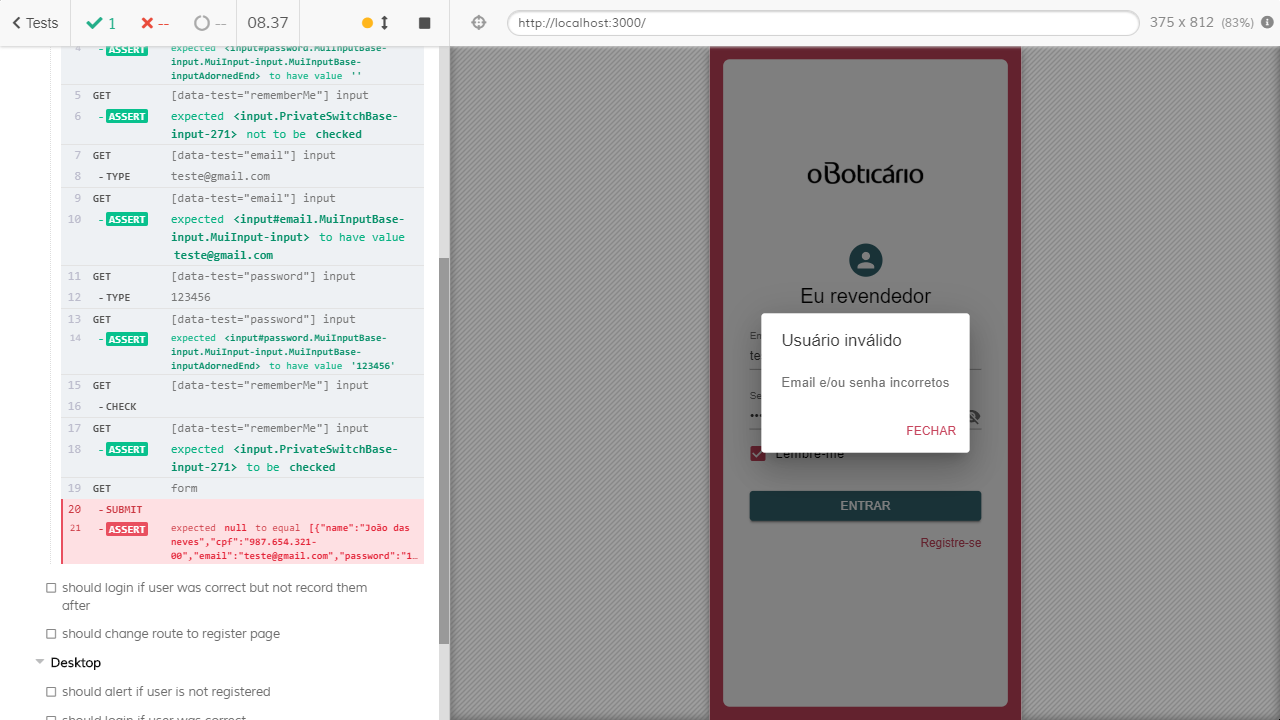 Tests
1
--
--
08.37
http://localhost:3000/
375 x 812 (83%)
4 - ASSERT expected <input#password.MuiInputBase-
input.MuiInput-input.MuiInputBase-
inputAdornedEnd> to have value ''
5 GET [data-test="rememberMe"] input
6 - ASSERT expected <input.PrivateSwitchBase-
input-271> not to be checked
7 GET [data-test="email"] input
8 - TYPE teste@gmail.com
9 GET [data-test="email"] input
10 - ASSERT expected <input#email.MuiInputBase-
input.MuiInput-input> to have value
teste@gmail.com
11 GET [data-test="password"] input
12 - TYPE 123456
13 GET [data-test="password"] input
14 - ASSERT expected <input#password.MuiInputBase-
input.MuiInput-input.MuiInputBase-
inputAdornedEnd> to have value '123456'
15 GET [data-test="rememberMe"] input
16 - CHECK
17 GET [data-test="rememberMe"] input
18 - ASSERT expected <input.PrivateSwitchBase-
input-271> to be checked
19 GET form
20 - SUBMIT
21 - ASSERT expected null to equal [{"name":"João das
neves","cpf":"987.654.321-
00","email":"teste@gmail.com","password":"1…
should login if user was correct but not record them
after
should change route to register page
Desktop
should alert if user is not registered
should login if user was correct
oBoticário
Eu revendedor
Usuário inválido
Email e/ou senha incorretos
FECHAR
Lembre-me
ENTRAR
Registre-se